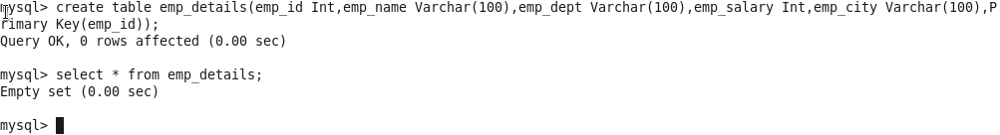 mysql> create table emp_details(emp_id Int,emp_name Varchar(100),emp_dept Varchar(100),emp_salary Int,emp_city Varchar(100),P
rimary Key(emp_id));
Query OK, 0 rows affected (0.00 sec)
mysql> select * from emp_details;
Empty set (0.00 sec)
mysql>